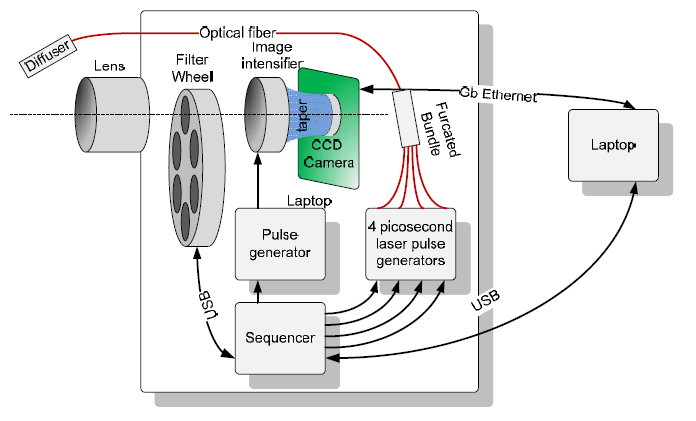 Optical fiber
Diffuser
Lens
Filter
Wheel
Image
intensifier
taper
CCD
Camera
Gb Ethernet
Furcated
Bundle
Laptop
Laptop
Pulse
generator
4 picosecond
laser pulse
generators
USB
Sequencer
USB